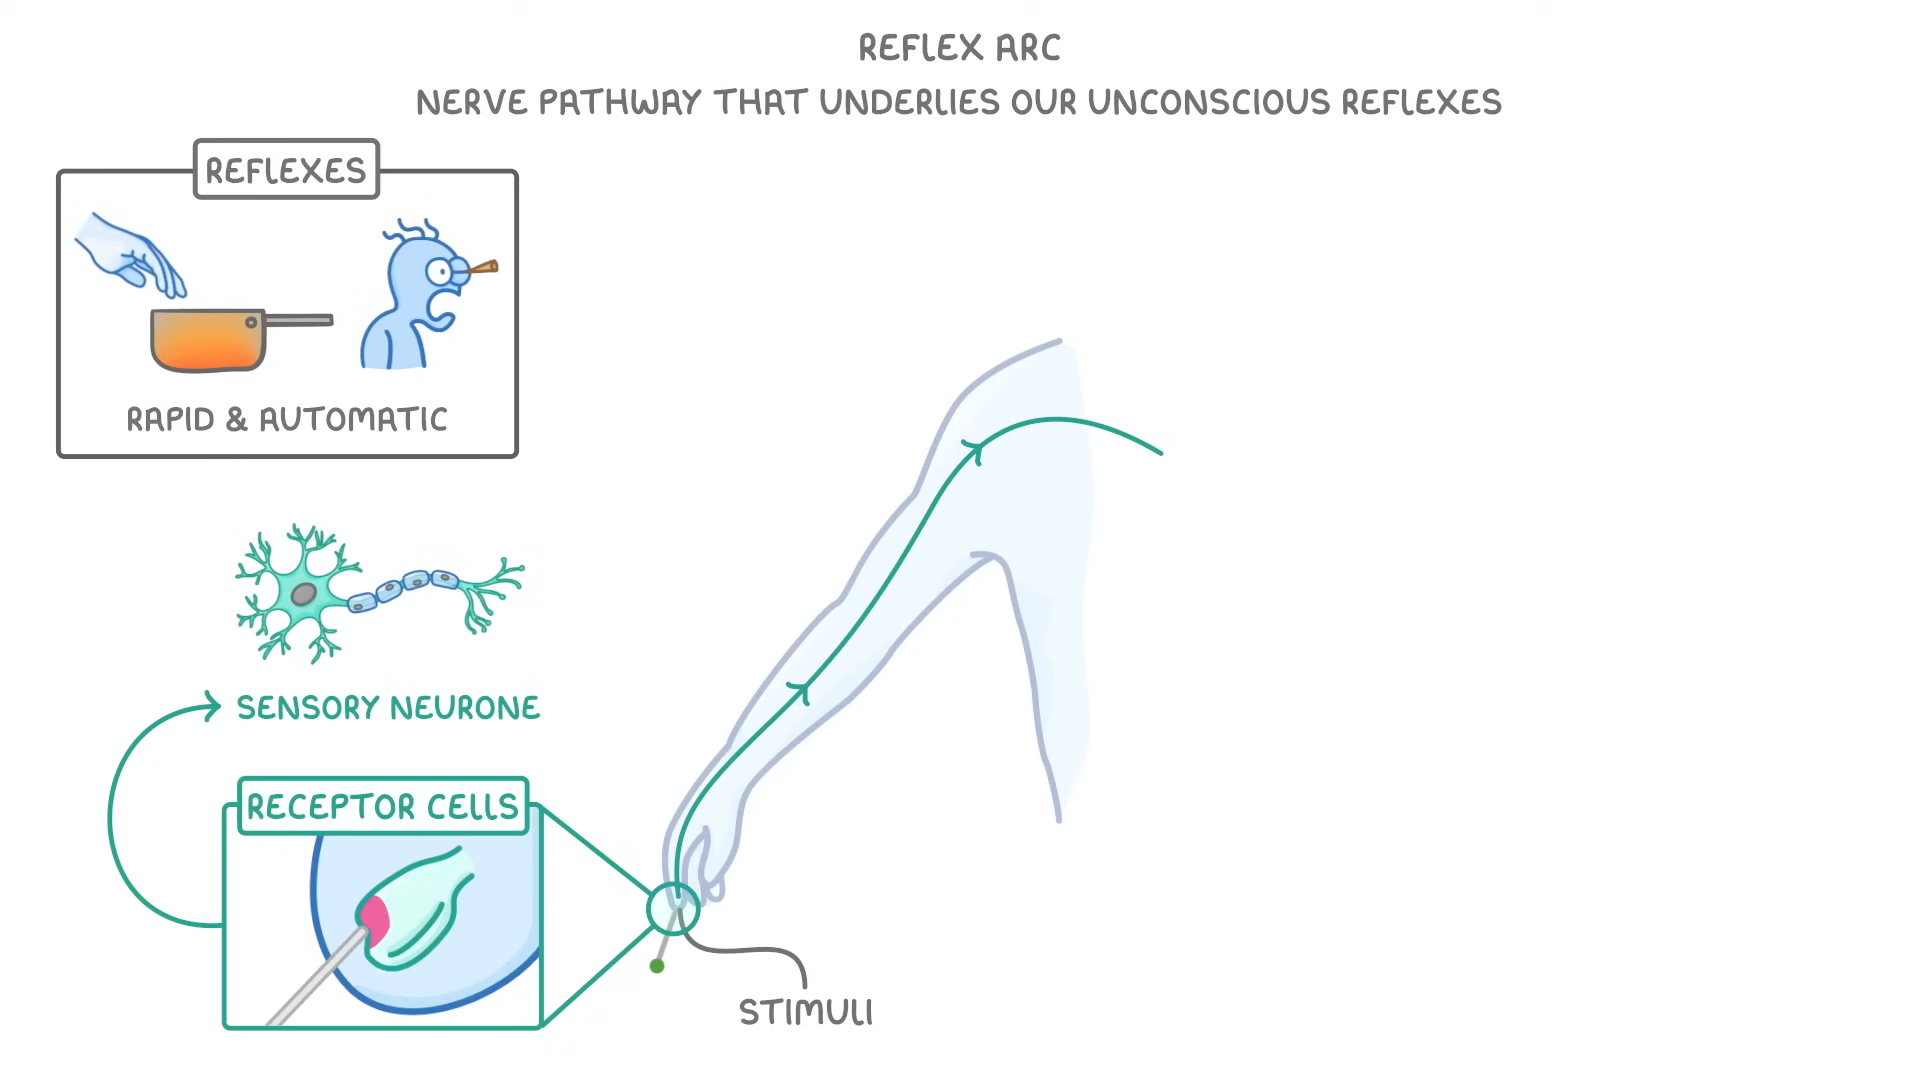 REFLEX ARC
NERVE PATHWAY THAT UNDERLIES OUR UNCONSCIOUS REFLEXES
REFLEXES
RAPID & AUTOMATIC
SENSORY NEURONE
RECEPTOR CELLS
STIMULI